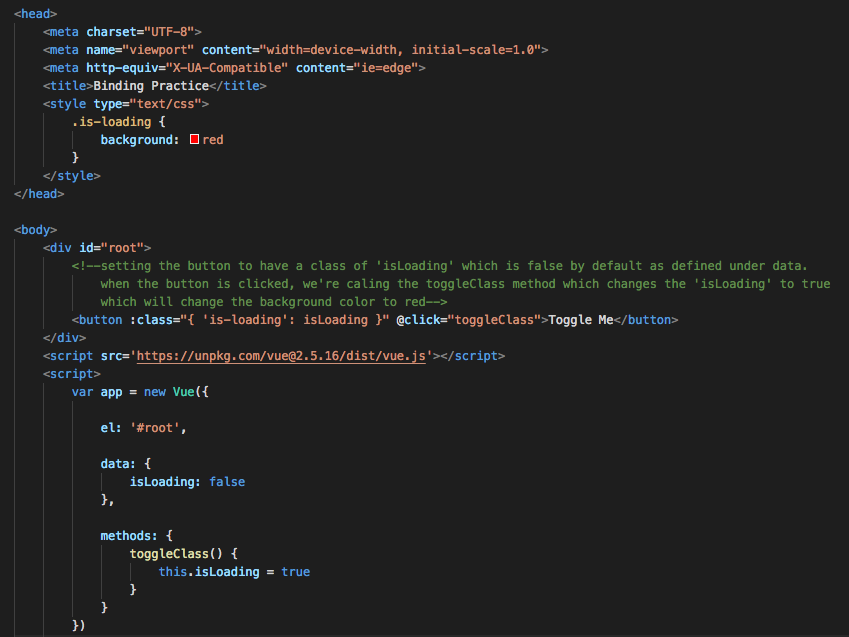 <head>
    <meta charset="UTF-8">
    <meta name="viewport" content="width=device-width, initial-scale=1.0">
    <meta http-equiv="X-UA-Compatible" content="ie=edge">
    <title>Binding Practice</title>
    <style type="text/css">
        .is-loading {
            background: red
        }
    </style>
</head>

<body>
    <div id="root">
        <!--setting the button to have a class of 'isLoading' which is false by default as defined under data.
            when the button is clicked, we're caling the toggleClass method which changes the 'isLoading' to true
            which will change the background color to red-->
        <button :class="{ 'is-loading': isLoading }" @click="toggleClass">Toggle Me</button>
    </div>
    <script src='https://unpkg.com/vue@2.5.16/dist/vue.js'></script>
    <script>
        var app = new Vue({

            el: '#root',

            data: {
                isLoading: false
            },

            methods: {
                toggleClass() {
                    this.isLoading = true
                }
            }
        })